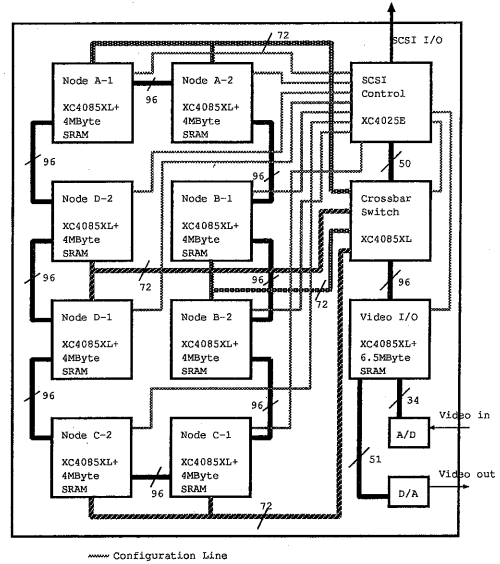 72
SCSI I/O
Node A-1
XC4085XL+
4MByte
SRAM
96
Node A-2
XC4085XL+
4MByte
SRAM
SCSI
Control
XC4025E
96
96
50
Node D-2
XC4085XL+
4MByte
SRAM
Node B-1
XC4085XL+
4MByte
SRAM
Crossbar
Switch
XC4085XL
96
72
96
72
96
Node D-1
XC4085XL+
4MByte
SRAM
Node B-2
XC4085XL+
4MByte
SRAM
Video I/O
XC4085XL+
6.5MByte
SRAM
96
96
34
Video in
A/D
Node C-2
XC4085XL+
4MByte
SRAM
96
Node C-1
XC4085XL+
4MByte
SRAM
51
Video out
D/A
72
Configuration Line